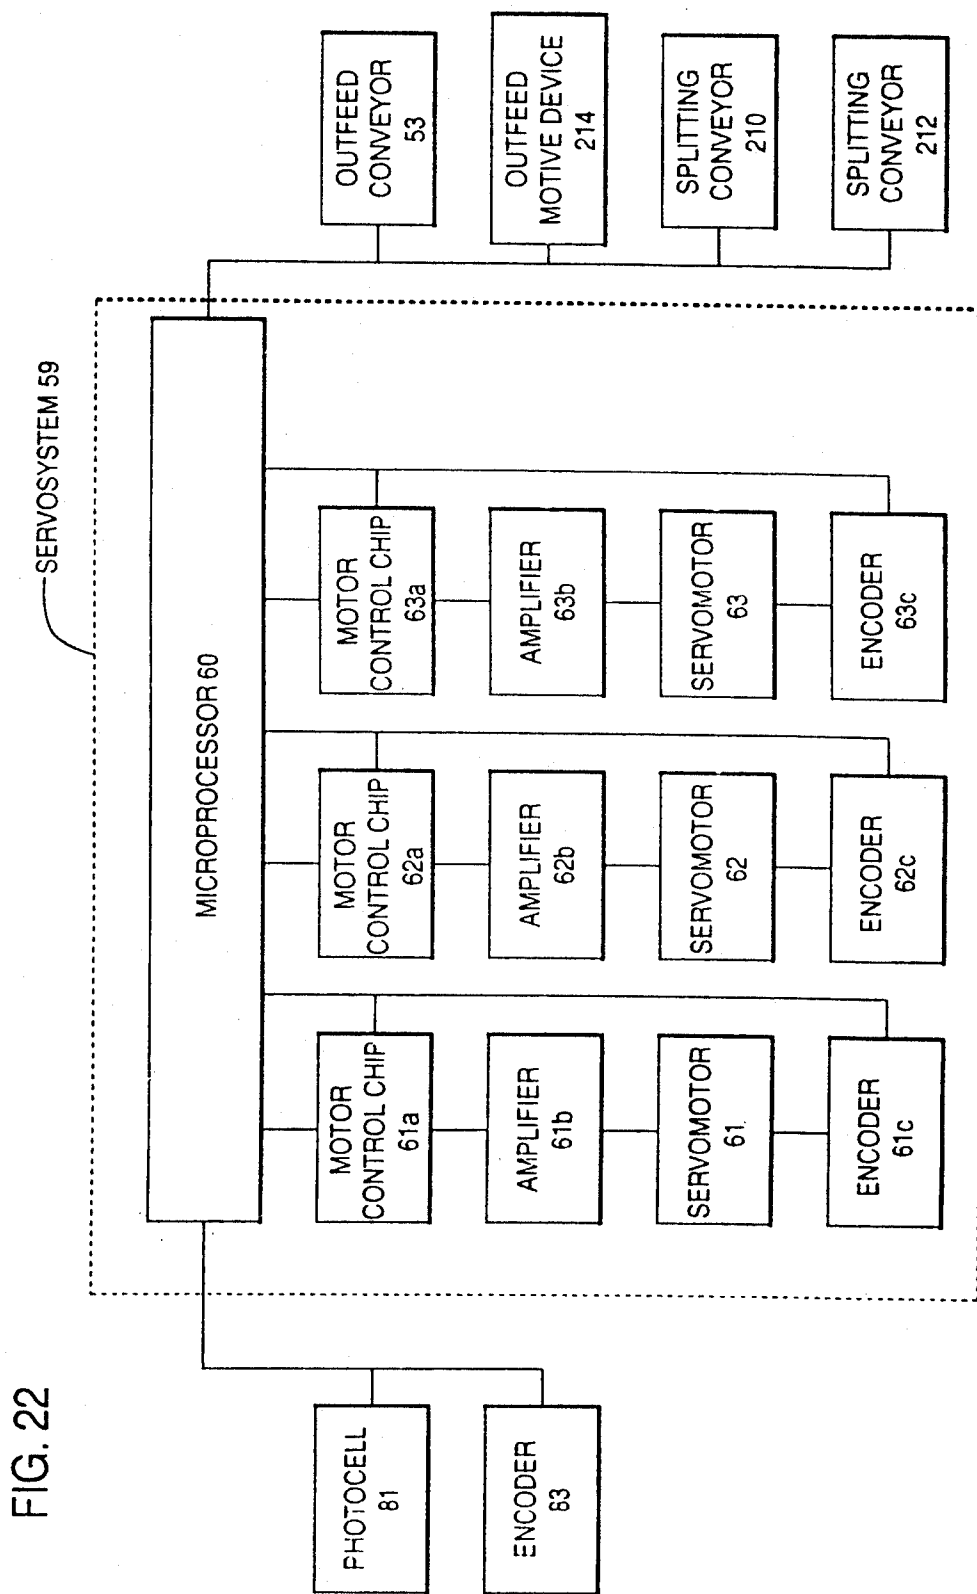 FIG. 22
SERVOSYSTEM 59
MICROPROCESSOR 60
PHOTOCELL
81
ENCODER
63
MOTOR
CONTROL CHIP
61a
AMPLIFIER
61b
SERVOMOTOR
61
ENCODER
61c
MOTOR
CONTROL CHIP
62a
AMPLIFIER
62b
SERVOMOTOR
62
ENCODER
62c
MOTOR
CONTROL CHIP
63a
AMPLIFIER
63b
SERVOMOTOR
63
ENCODER
63c
OUTFEED
CONVEYOR
53
OUTFEED
MOTIVE DEVICE
214
SPLITTING
CONVEYOR
210
SPLITTING
CONVEYOR
212